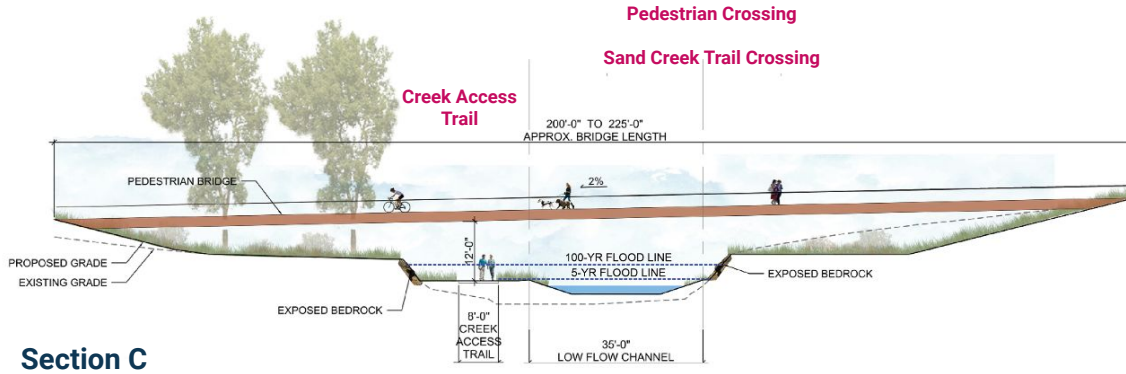 Pedestrian Crossing
Sand Creek Trail Crossing
Creek Access
Trail
200'-0" TO 225'-0"
APPROX. BRIDGE LENGTH
PEDESTRIAN BRIDGE
2%
12'-0"
PROPOSED GRADE
EXISTING GRADE
100-YR FLOOD LINE
5-YR FLOOD LINE
EXPOSED BEDROCK
EXPOSED BEDROCK
8'-0"
CREEK
ACCESS
TRAIL
35'-0"
LOW FLOW CHANNEL
Section C